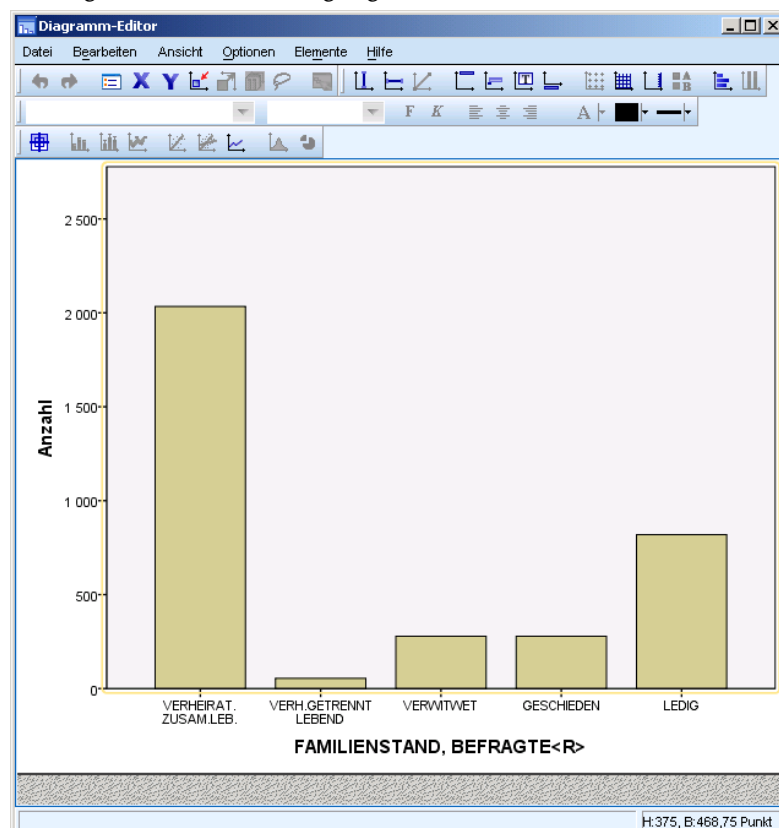 Diagramm-Editor
Datei Bearbeiten Ansicht Optionen Elemente Hilfe
F K A
2 500
2 000
Anzahl
1 500
1 000
500
0
VERHEIRAT. ZUSAM.LEB.
VERH.GETRENNT LEBEND
VERWITWET
GESCHIEDEN
LEDIG
FAMILIENSTAND, BEFRAGTE<R>
H:375, B:468,75 Punkt